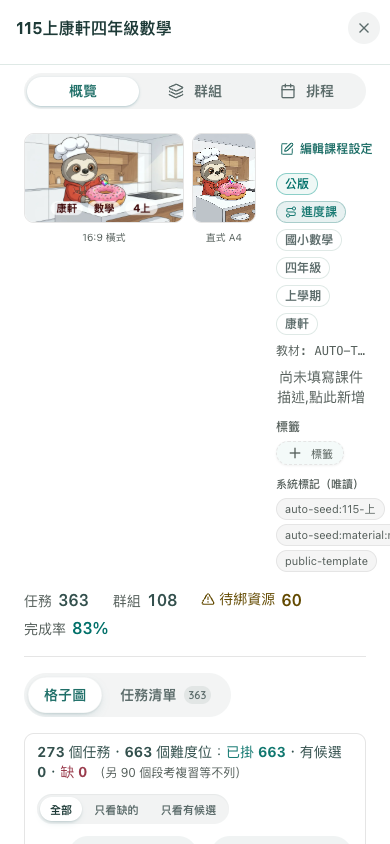 115上康軒四年級數學
概覽
群組
排程
康軒 數學 4上
16:9 橫式
直式 A4
編輯課程設定
公版
進度課
國小數學
四年級
上學期
康軒
教材: AUTO-T…
尚未填寫課件
描述,點此新增
標籤
+ 標籤
系統標記（唯讀）
auto-seed:115-上
auto-seed:material:
public-template
任務 363 群組 108 待綁資源 60
完成率 83%
格子圖
任務清單 363
273 個任務・663 個難度位：已掛 663・有候選
0・缺 0 （另 90 個段考複習等不列）
全部
只看缺的
只看有候選